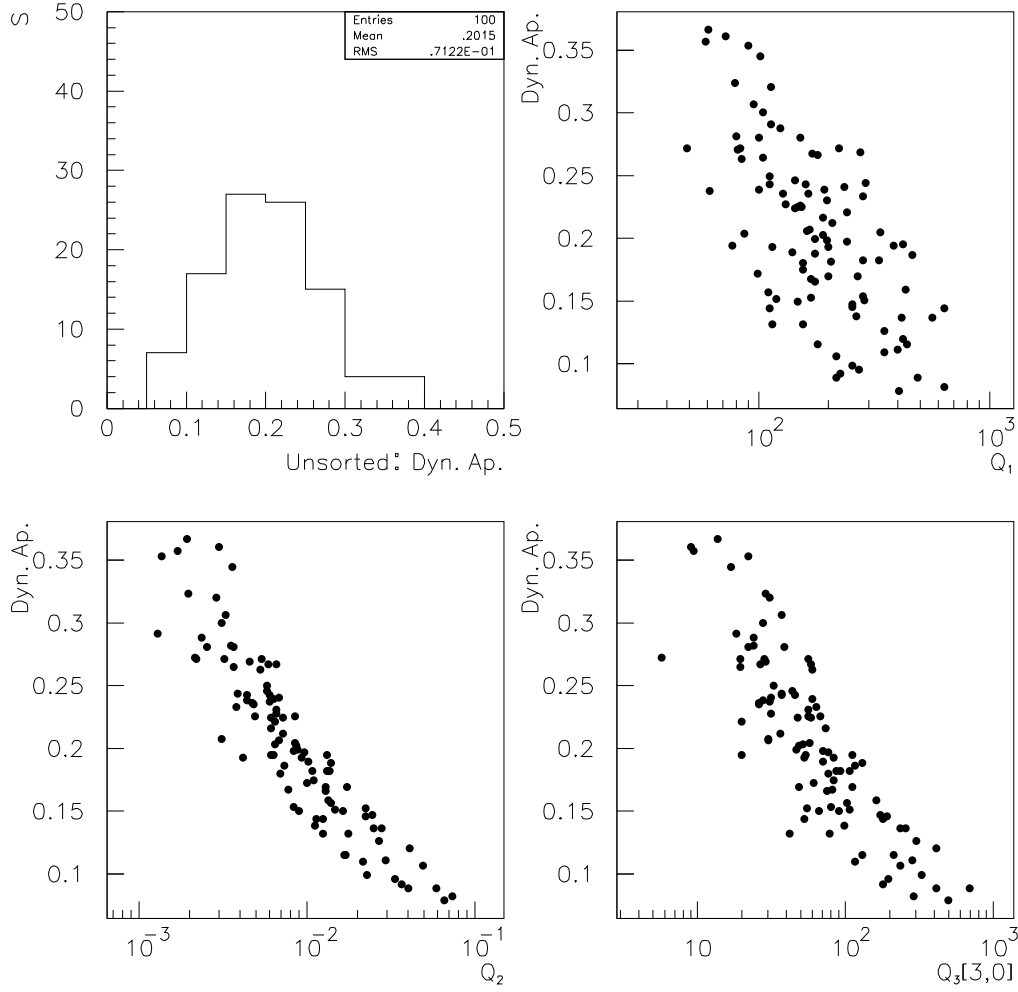 S
50
40
30
20
10
0
Entries 100
Mean .2015
RMS .7122E-01
0 0.1 0.2 0.3 0.4 0.5
Unsorted: Dyn. Ap.
Dyn. Ap.
0.35
0.3
0.25
0.2
0.15
0.1
10^2 10^3
Q_1
Dyn. Ap.
0.35
0.3
0.25
0.2
0.15
0.1
10^-3 10^-2 10^-1
Q_2
Dyn. Ap.
0.35
0.3
0.25
0.2
0.15
0.1
10 10^2 10^3
Q_3[3,0]